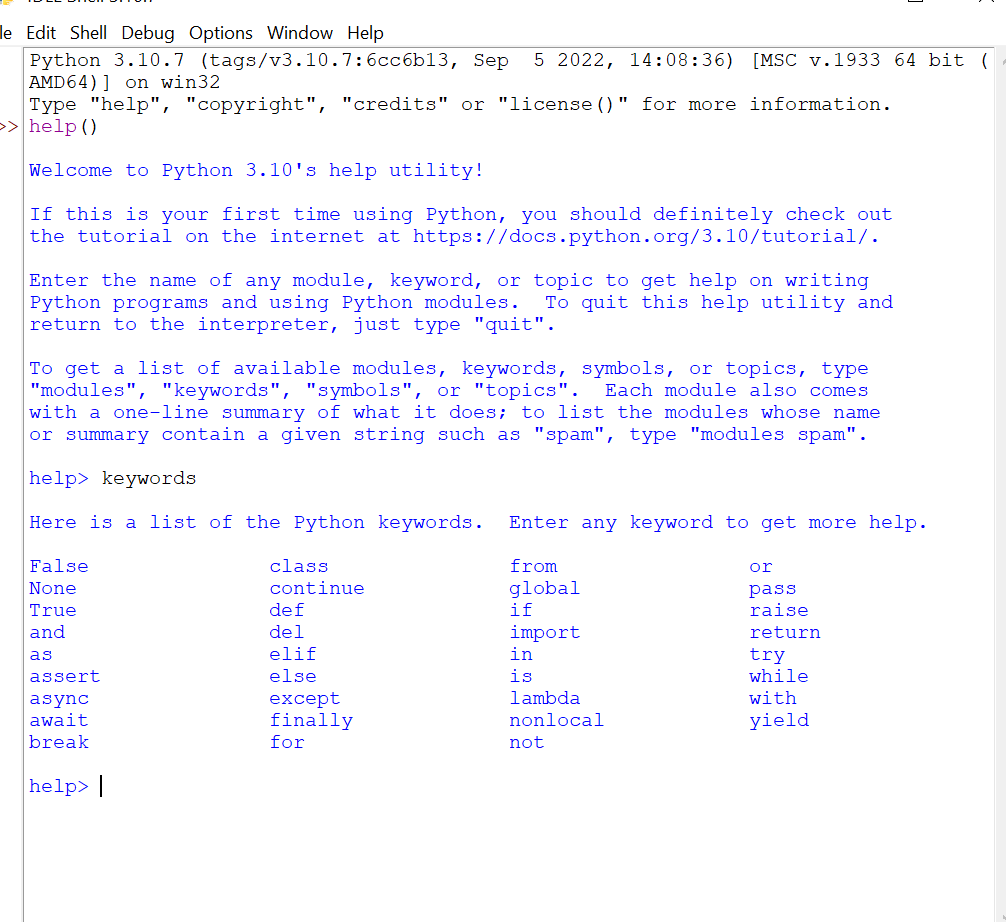 le Edit Shell Debug Options Window Help
Python 3.10.7 (tags/v3.10.7:6cc6b13, Sep  5 2022, 14:08:36) [MSC v.1933 64 bit (
AMD64)] on win32
Type "help", "copyright", "credits" or "license()" for more information.
>> help()
Welcome to Python 3.10's help utility!
If this is your first time using Python, you should definitely check out
the tutorial on the internet at https://docs.python.org/3.10/tutorial/.
Enter the name of any module, keyword, or topic to get help on writing
Python programs and using Python modules.  To quit this help utility and
return to the interpreter, just type "quit".
To get a list of available modules, keywords, symbols, or topics, type
"modules", "keywords", "symbols", or "topics".  Each module also comes
with a one-line summary of what it does; to list the modules whose name
or summary contain a given string such as "spam", type "modules spam".
help> keywords
Here is a list of the Python keywords.  Enter any keyword to get more help.
False               class               from                or
None                continue            global              pass
True                def                 if                  raise
and                 del                 import              return
as                  elif                in                  try
assert              else                is                  while
async               except              lambda              with
await               finally             nonlocal            yield
break               for                 not
help>